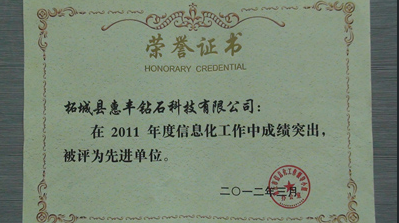 荣誉证书
HONORARY CREDENTIAL
柘城县惠丰钻石科技有限公司：
在 2011 年度信息化工作中成绩突出，
被评为先进单位。
二〇一二年二月